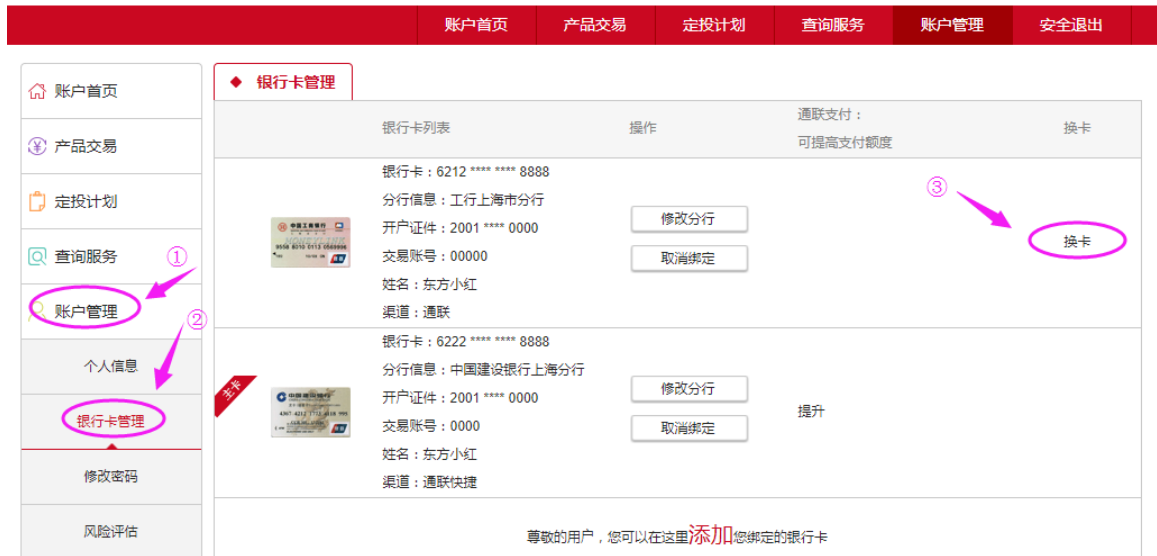 账户首页 产品交易 定投计划 查询服务 账户管理 安全退出
账户首页
产品交易
定投计划
查询服务
①
账户管理
②
个人信息
银行卡管理
修改密码
风险评估
银行卡管理
银行卡列表 操作 通联支付：
可提高支付额度
换卡
银行卡：6212 **** **** 8888
分行信息：工行上海市分行
开户证件：2001 **** 0000
交易账号：00000
姓名：东方小红
渠道：通联
中国工商银行
修改分行
取消绑定
③
换卡
银行卡：6222 **** **** 8888
分行信息：中国建设银行上海分行
开户证件：2001 **** 0000
交易账号：0000
姓名：东方小红
渠道：通联快捷
主卡
修改分行
取消绑定
提升
尊敬的用户，您可以在这里添加您绑定的银行卡